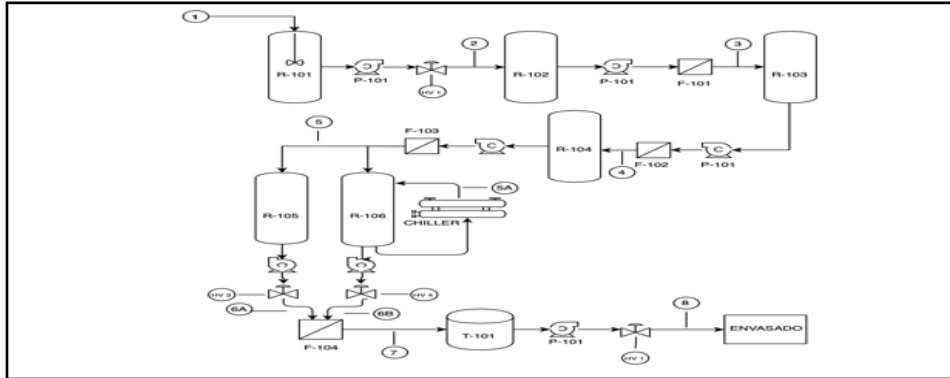 1
R-101
P-101
HV 1
2
R-102
P-101
F-101
3
R-103
5
F-103
C
R-104
4
F-102
C
P-101
R-105
R-106
5A
CHILLER
HV 3
HV 4
6A
6B
F-104
7
T-101
P-101
HV 1
8
ENVASADO